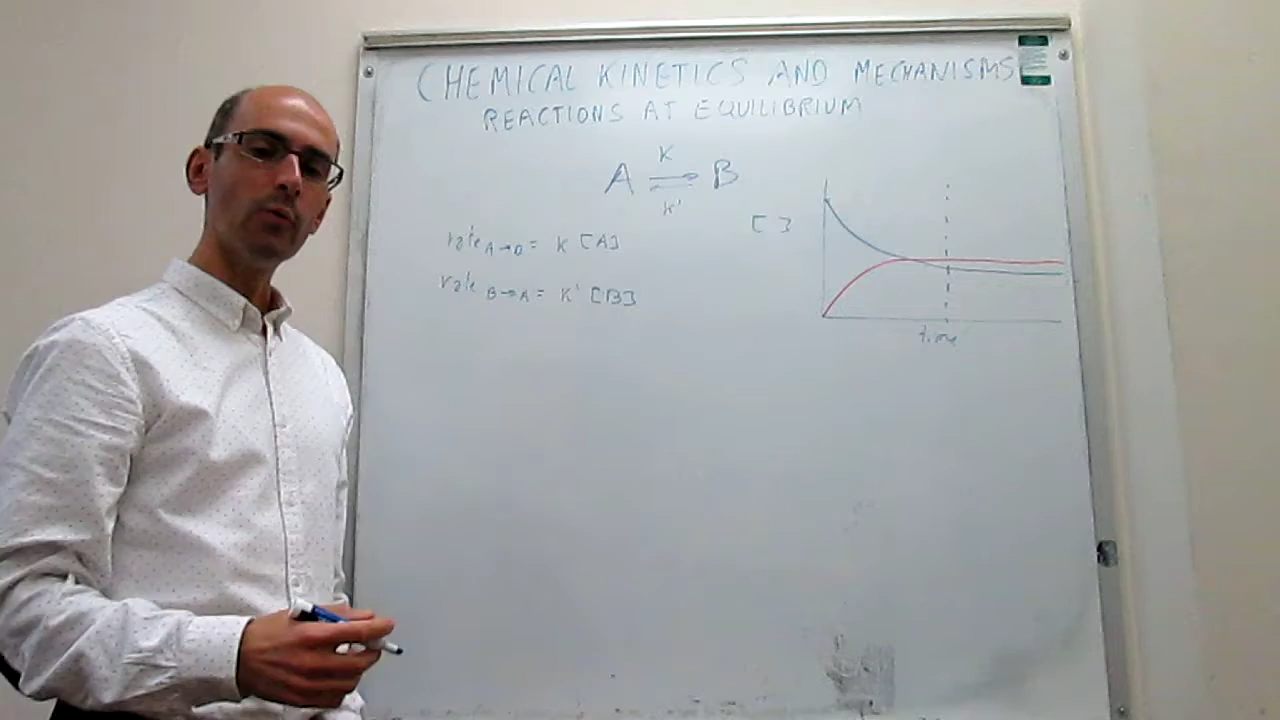 CHEMICAL KINETICS AND MECHANISMS
REACTIONS AT EQUILIBRIUM
K
A ⇌ B
K'
[ ]
rate A→B = K [A]
rate B→A = K' [B]
time